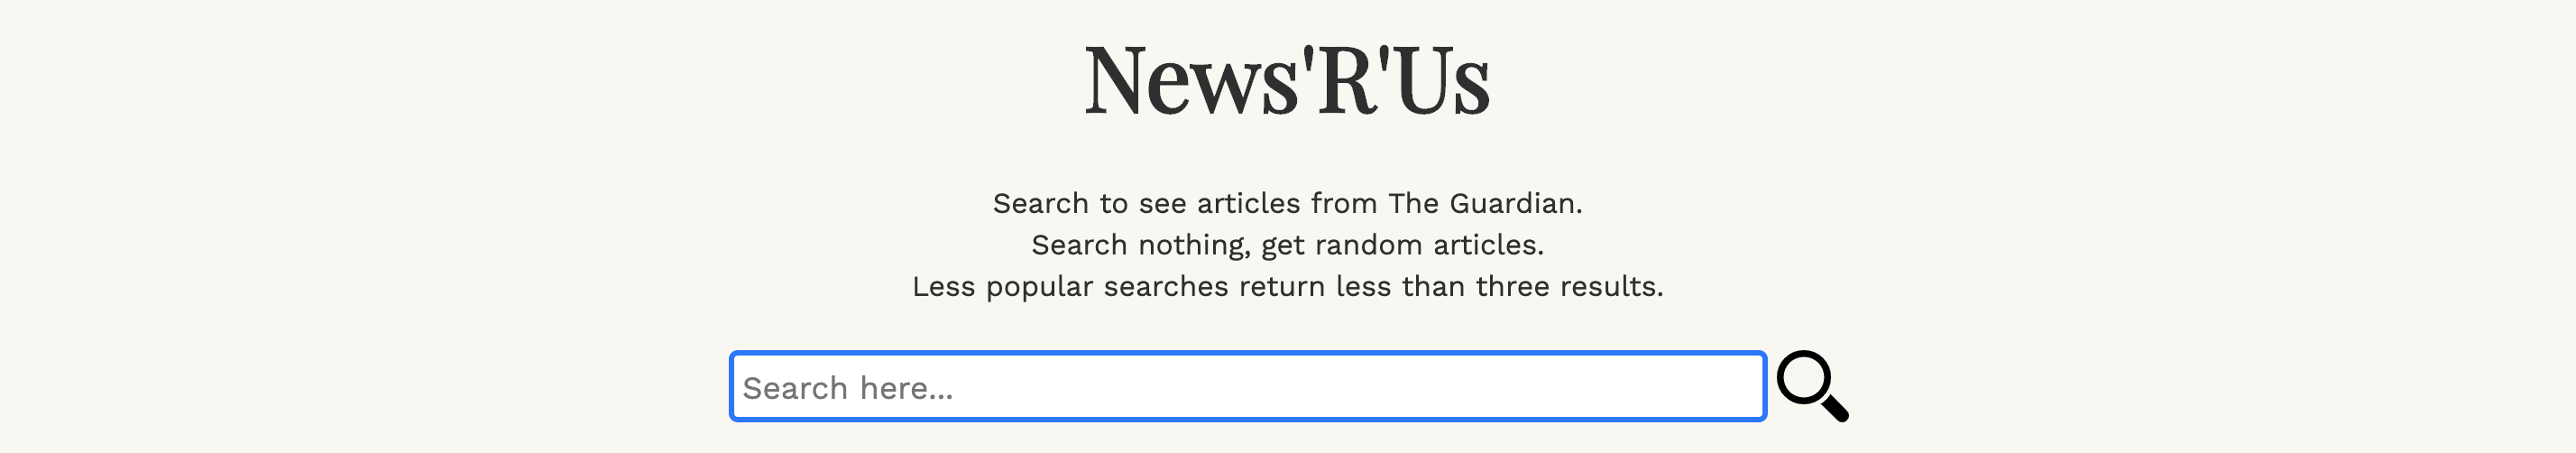 News'R'Us
Search to see articles from The Guardian.
Search nothing, get random articles.
Less popular searches return less than three results.
Search here...